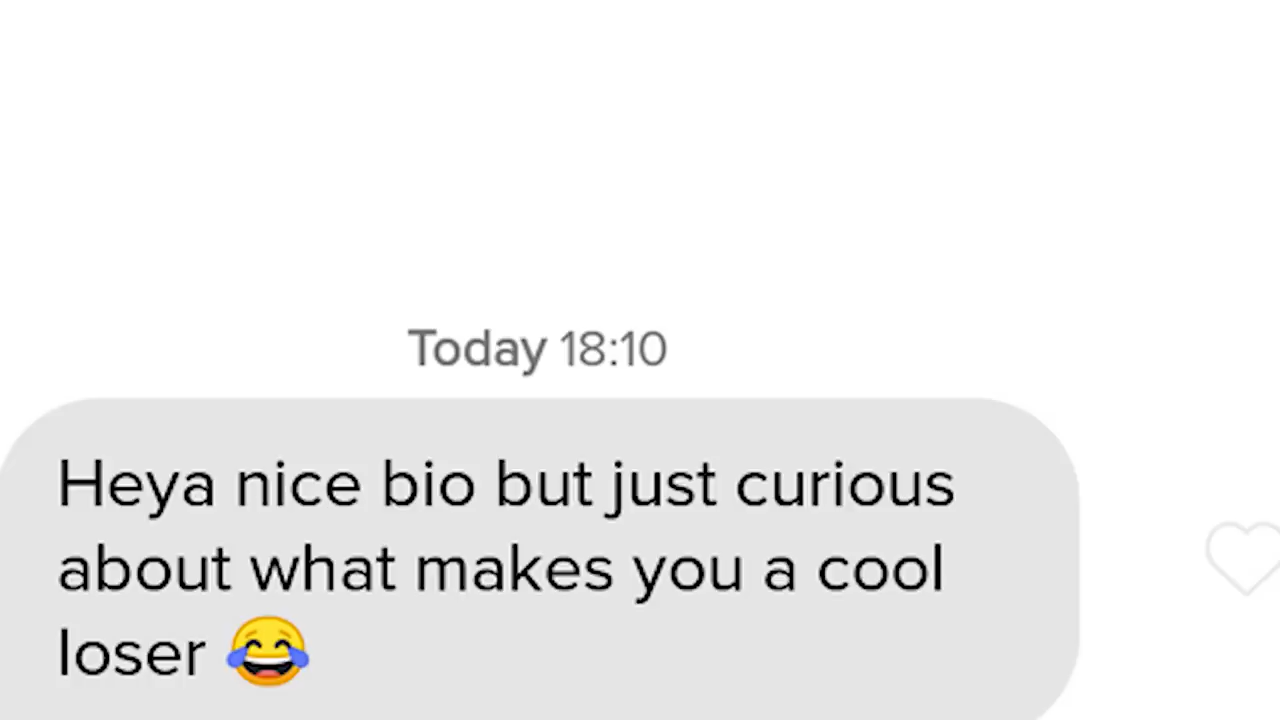 Today 18:10
Heya nice bio but just curious
about what makes you a cool
loser 😂